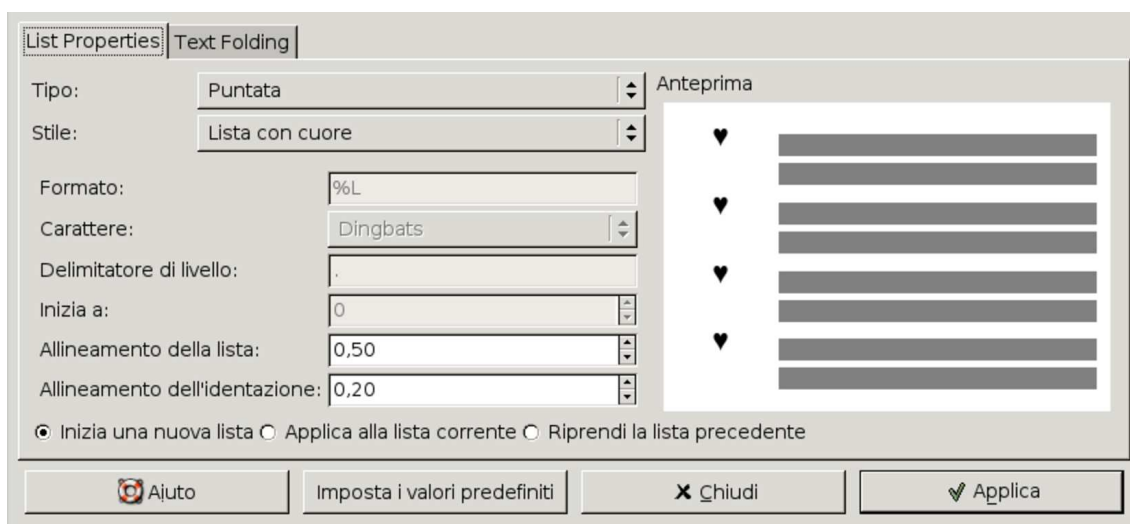 List Properties Text Folding
Tipo: Puntata
Stile: Lista con cuore
Anteprima
Formato: %L
Carattere: Dingbats
Delimitatore di livello: .
Inizia a: 0
Allineamento della lista: 0,50
Allineamento dell'identazione: 0,20
Inizia una nuova lista Applica alla lista corrente Riprendi la lista precedente
Aiuto Imposta i valori predefiniti Chiudi Applica